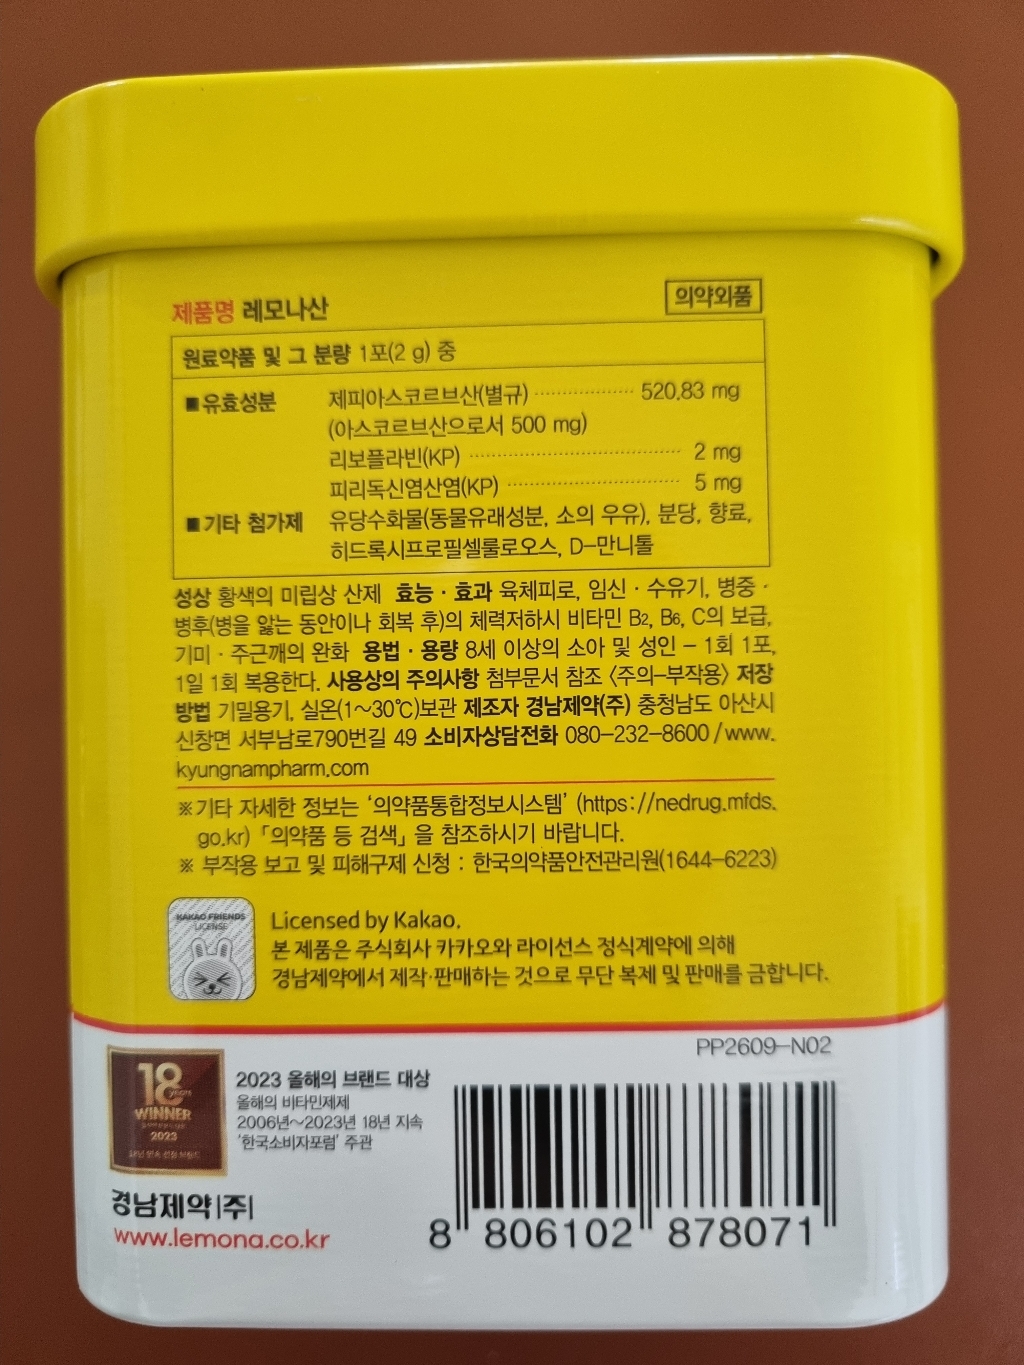 제품명 레모나산
의약외품
원료약품 및 그 분량 1포(2 g) 중
■유효성분 제피아스코르브산(별규) 520.83 mg
(아스코르브산으로서 500 mg)
리보플라빈(KP) 2 mg
피리독신염산염(KP) 5 mg
■기타 첨가제 유당수화물(동물유래성분, 소의 우유), 분당, 향료,
히드록시프로필셀룰로오스, D-만니톨
성상 황색의 미립상 산제 효능·효과 육체피로, 임신·수유기, 병중·
병후(병을 앓는 동안이나 회복 후)의 체력저하시 비타민 B2, B6, C의 보급,
기미·주근깨의 완화 용법·용량 8세 이상의 소아 및 성인 - 1회 1포,
1일 1회 복용한다. 사용상의 주의사항 첨부문서 참조 <주의-부작용> 저장
방법 기밀용기, 실온(1~30℃)보관 제조자 경남제약(주) 충청남도 아산시
신창면 서부남로790번길 49 소비자상담전화 080-232-8600 / www.
kyungnampharm.com
※기타 자세한 정보는 '의약품통합정보시스템' (https://nedrug.mfds.
go.kr) 「의약품 등 검색」 을 참조하시기 바랍니다.
※ 부작용 보고 및 피해구제 신청 : 한국의약품안전관리원(1644-6223)
KAKAO FRIENDS
LICENSE
Licensed by Kakao.
본 제품은 주식회사 카카오와 라이선스 정식계약에 의해
경남제약에서 제작·판매하는 것으로 무단 복제 및 판매를 금합니다.
PP2609-N02
18 years
WINNER
2023
2023 올해의 브랜드 대상
올해의 비타민제제
2006년~2023년 18년 지속
'한국소비자포럼' 주관
경남제약|주|
www.lemona.co.kr
8 806102 878071